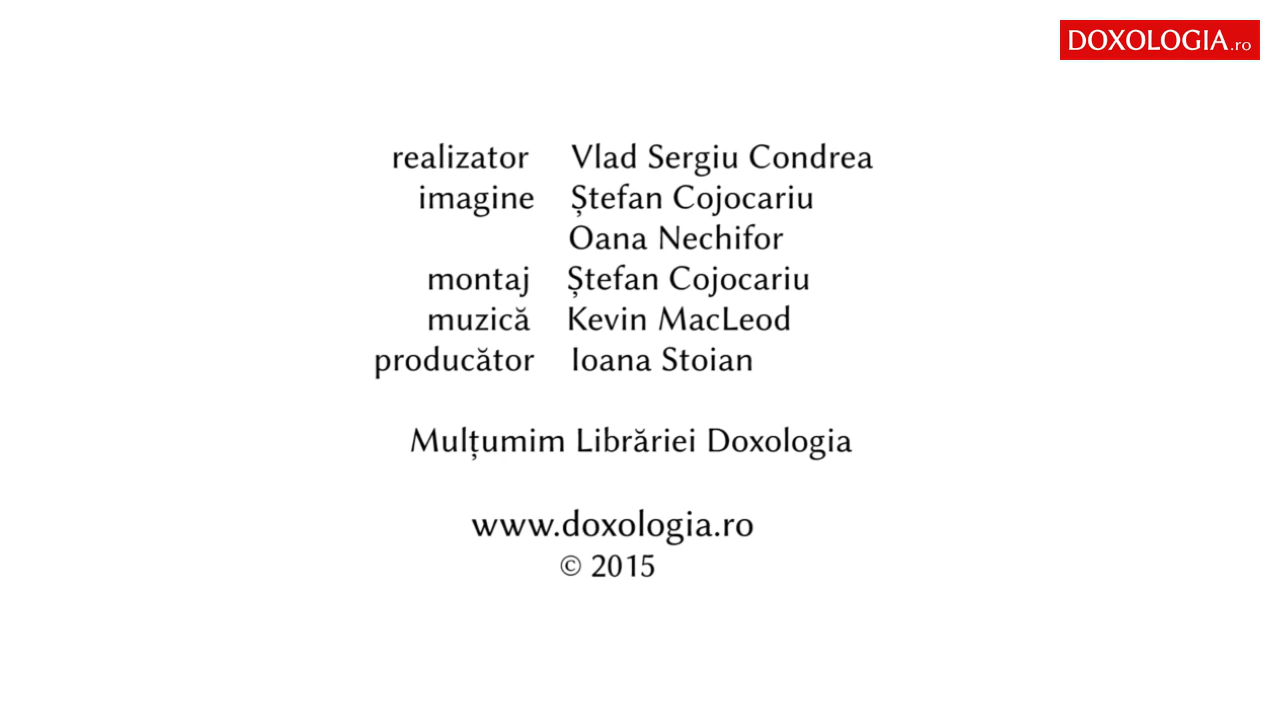 DOXOLOGIA.ro
realizator Vlad Sergiu Condrea
imagine Ștefan Cojocariu
Oana Nechifor
montaj Ștefan Cojocariu
muzică Kevin MacLeod
producător Ioana Stoian
Mulțumim Librăriei Doxologia
www.doxologia.ro
© 2015